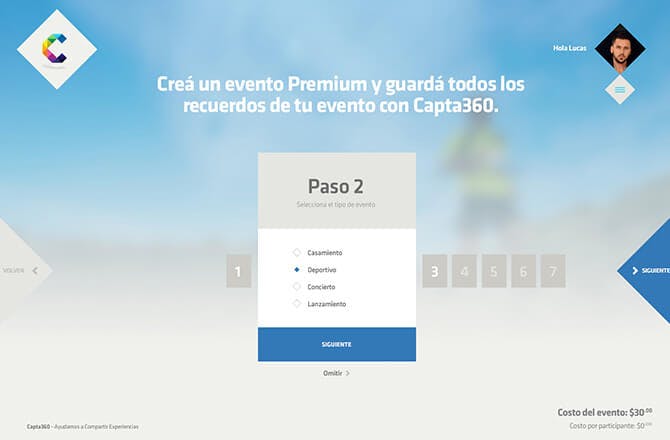 Hola Lucas
Creá un evento Premium y guardá todos los
recuerdos de tu evento con Capta360.
Paso 2
Selecciona el tipo de evento
Casamiento
Deportivo
Concierto
Lanzamiento
VOLVER
1
3 4 5 6 7
SIGUIENTE
SIGUIENTE
Omitir
Costo del evento: $30.00
Costo por participante: $0.00
Capta360 - Ayudamos a Compartir Experiencias